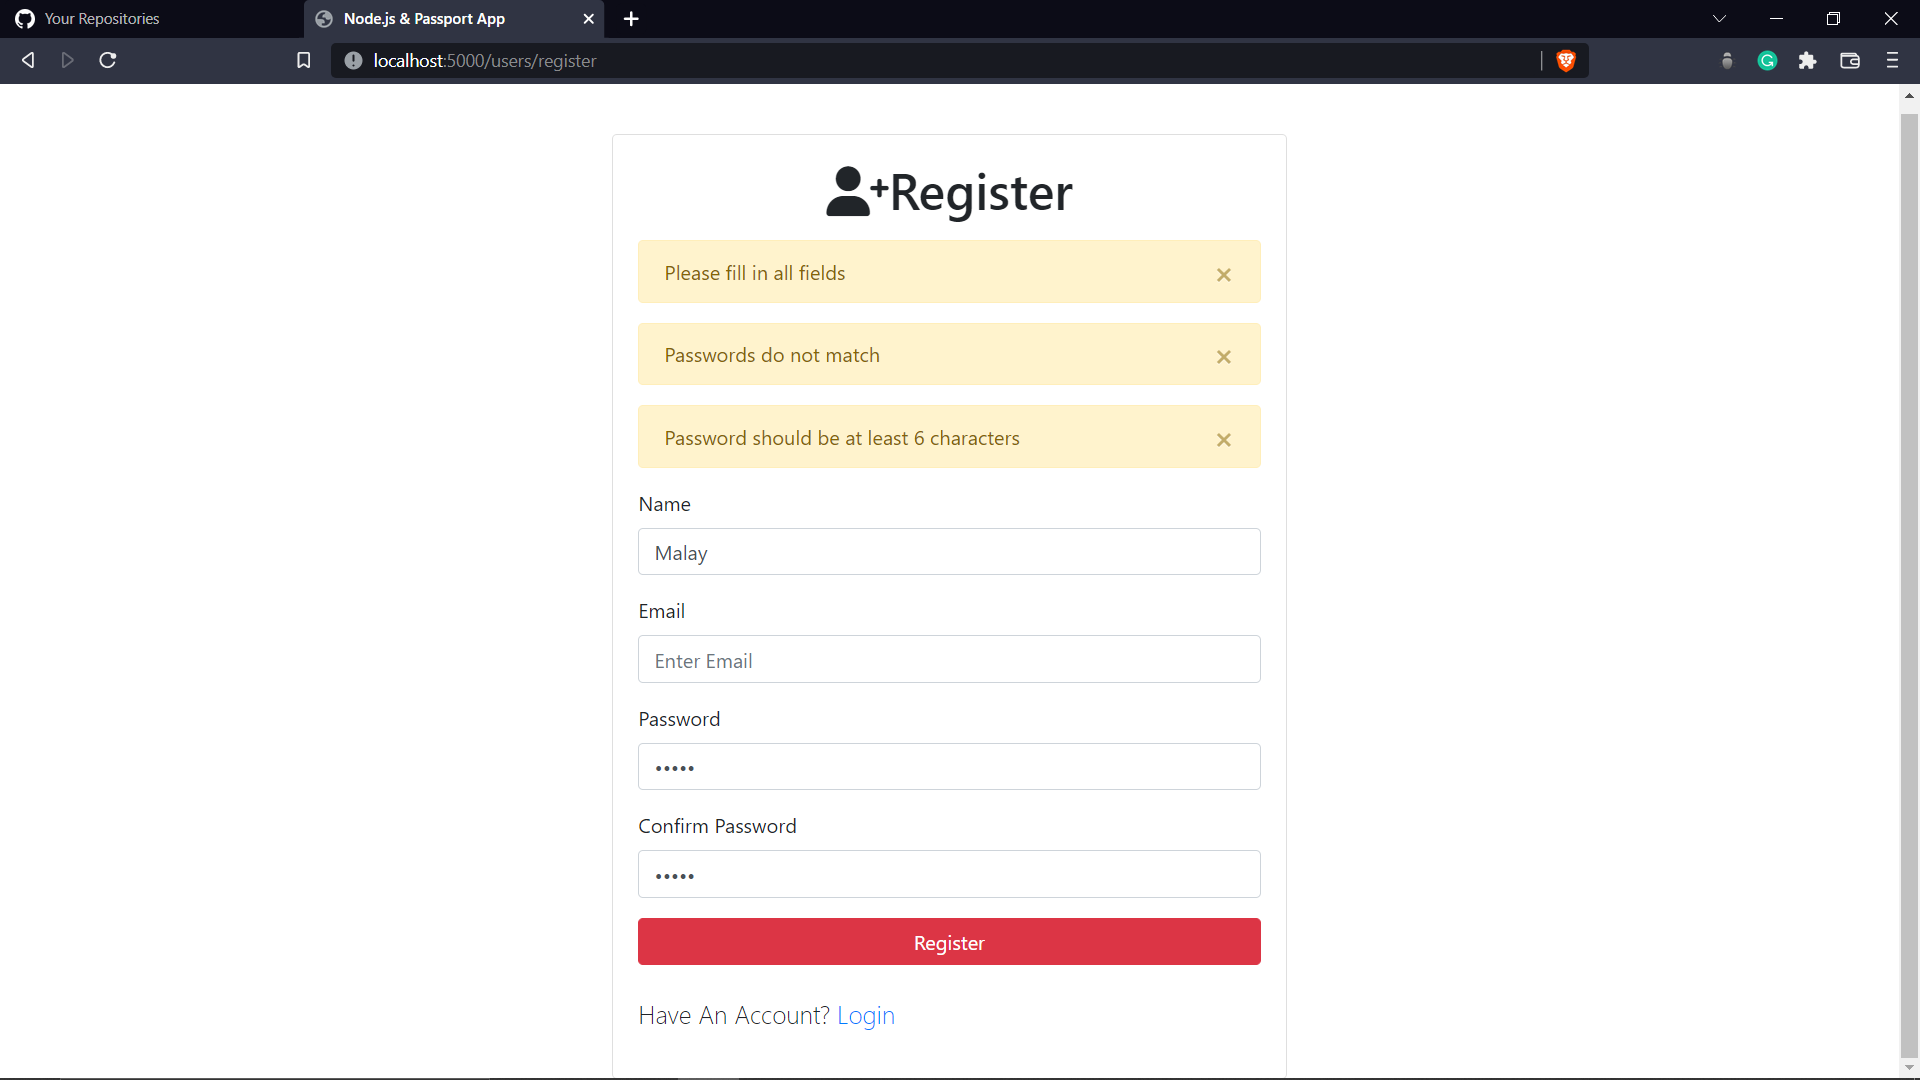 Your Repositories
Node.js & Passport App
localhost:5000/users/register
Register
Please fill in all fields
Passwords do not match
Password should be at least 6 characters
Name
Malay
Email
Enter Email
Password
•••••
Confirm Password
•••••
Register
Have An Account? Login